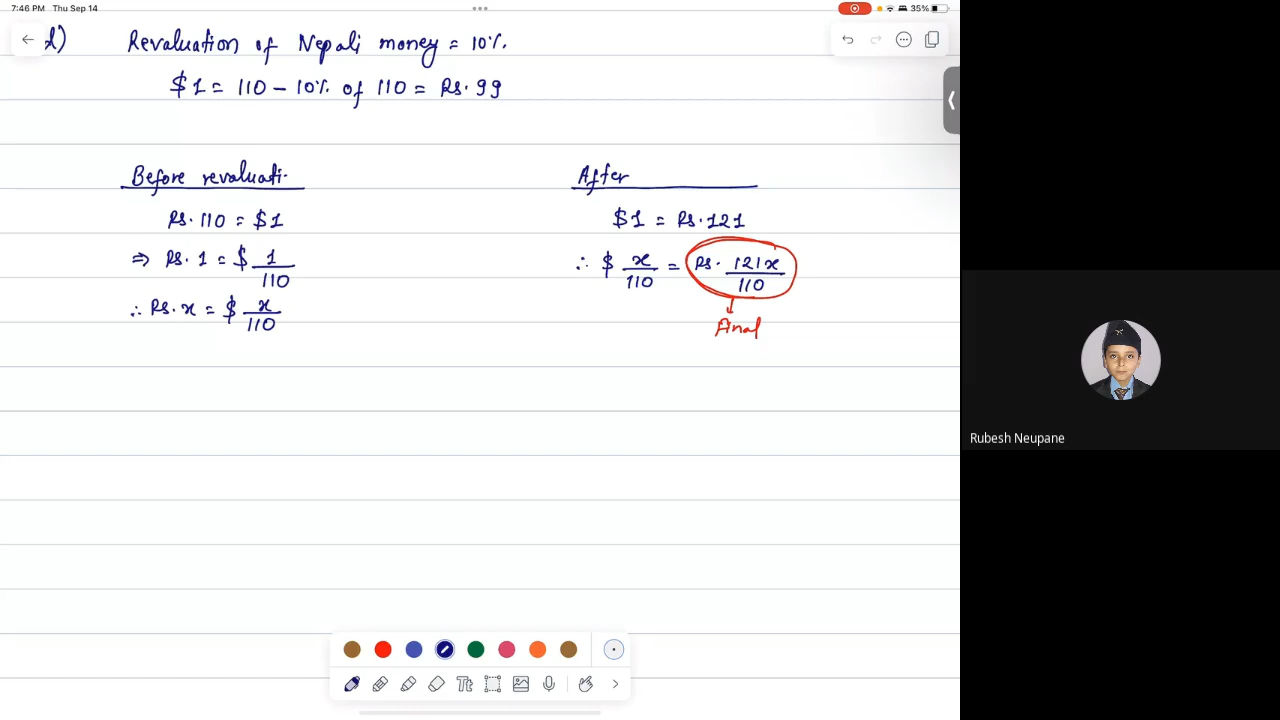 7:46 PM Thu Sep 14
35%
d) Revaluation of Nepali money = 10%.
$1 = 110 - 10% of 110 = Rs. 99
Before revaluati.
Rs. 110 = $1
⇒ Rs. 1 = $ 1/110
∴ Rs. x = $ x/110
After
$1 = Rs. 121
∴ $ x/110 = Rs. 121x/110
Final
Tt
Rubesh Neupane